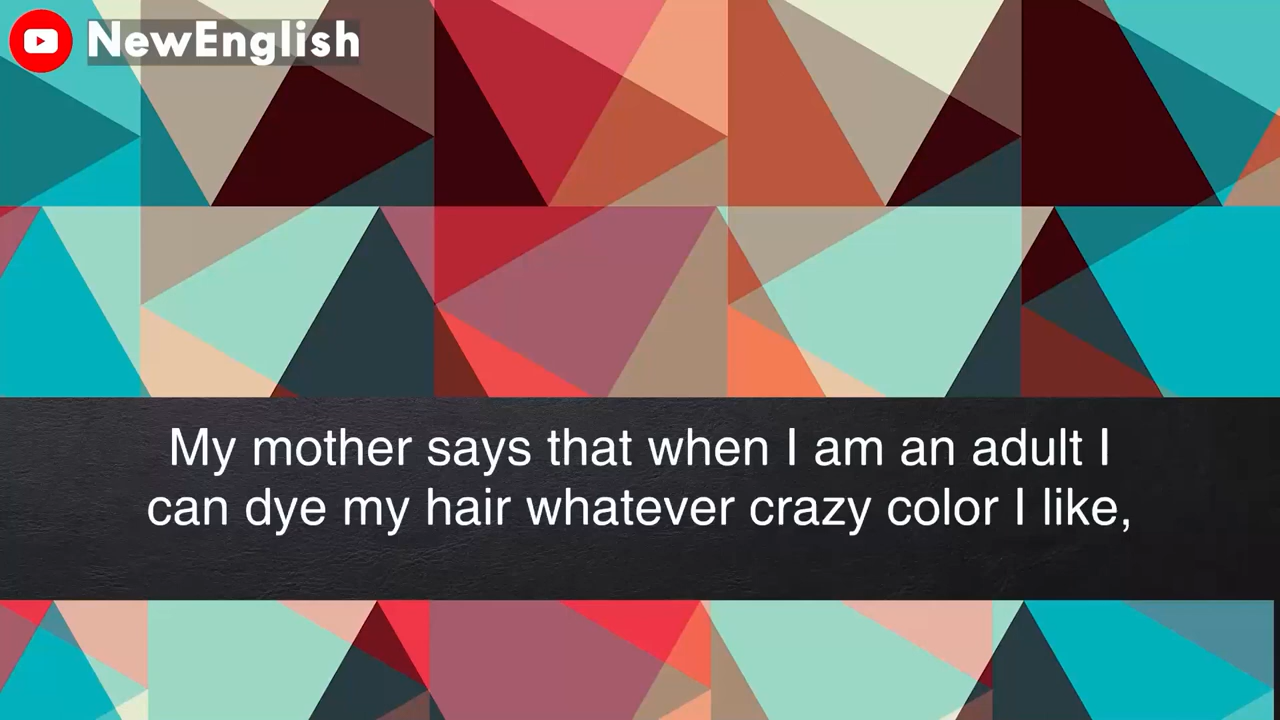 NewEnglish
My mother says that when I am an adult I
can dye my hair whatever crazy color I like,